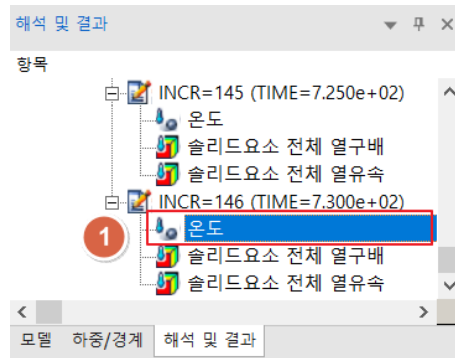 해석 및 결과
항목
INCR=145 (TIME=7.250e+02)
온도
솔리드요소 전체 열구배
솔리드요소 전체 열유속
INCR=146 (TIME=7.300e+02)
1 온도
솔리드요소 전체 열구배
솔리드요소 전체 열유속
모델 하중/경계 해석 및 결과